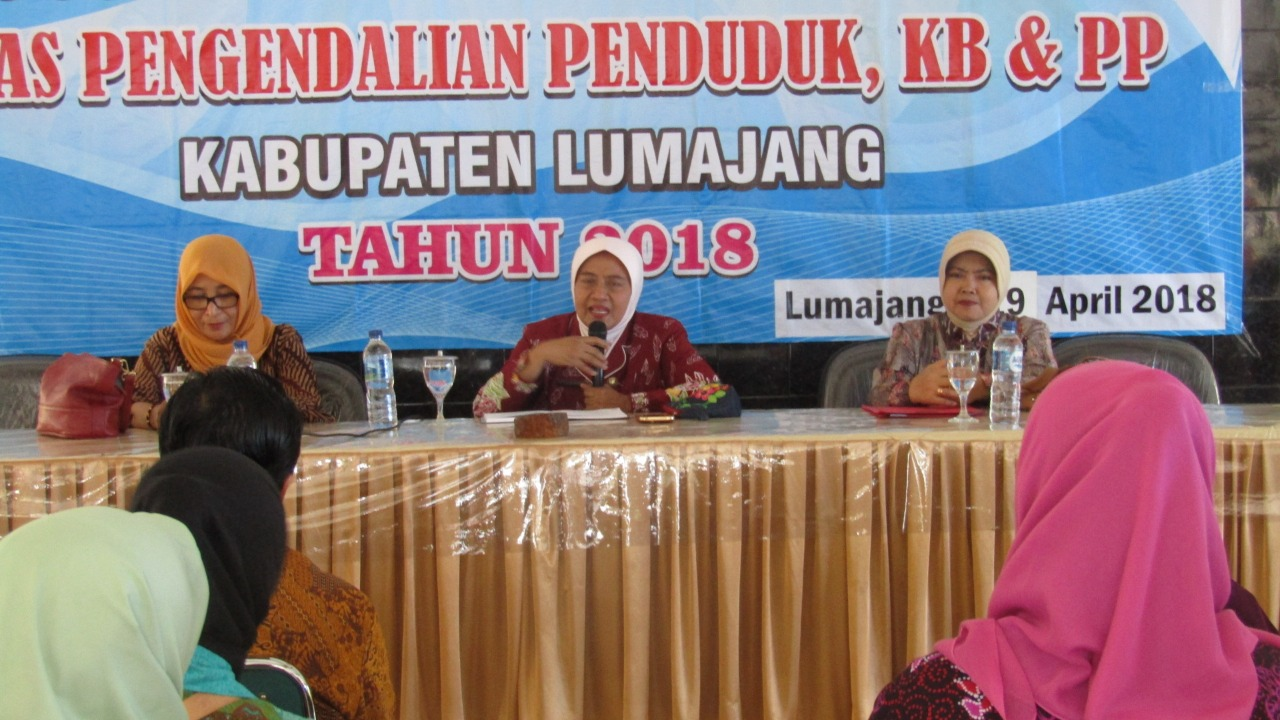 AS PENGENDALIAN PENDUDUK, KB & PP
KABUPATEN LUMAJANG
TAHUN 2018
Lumajang 9 April 2018